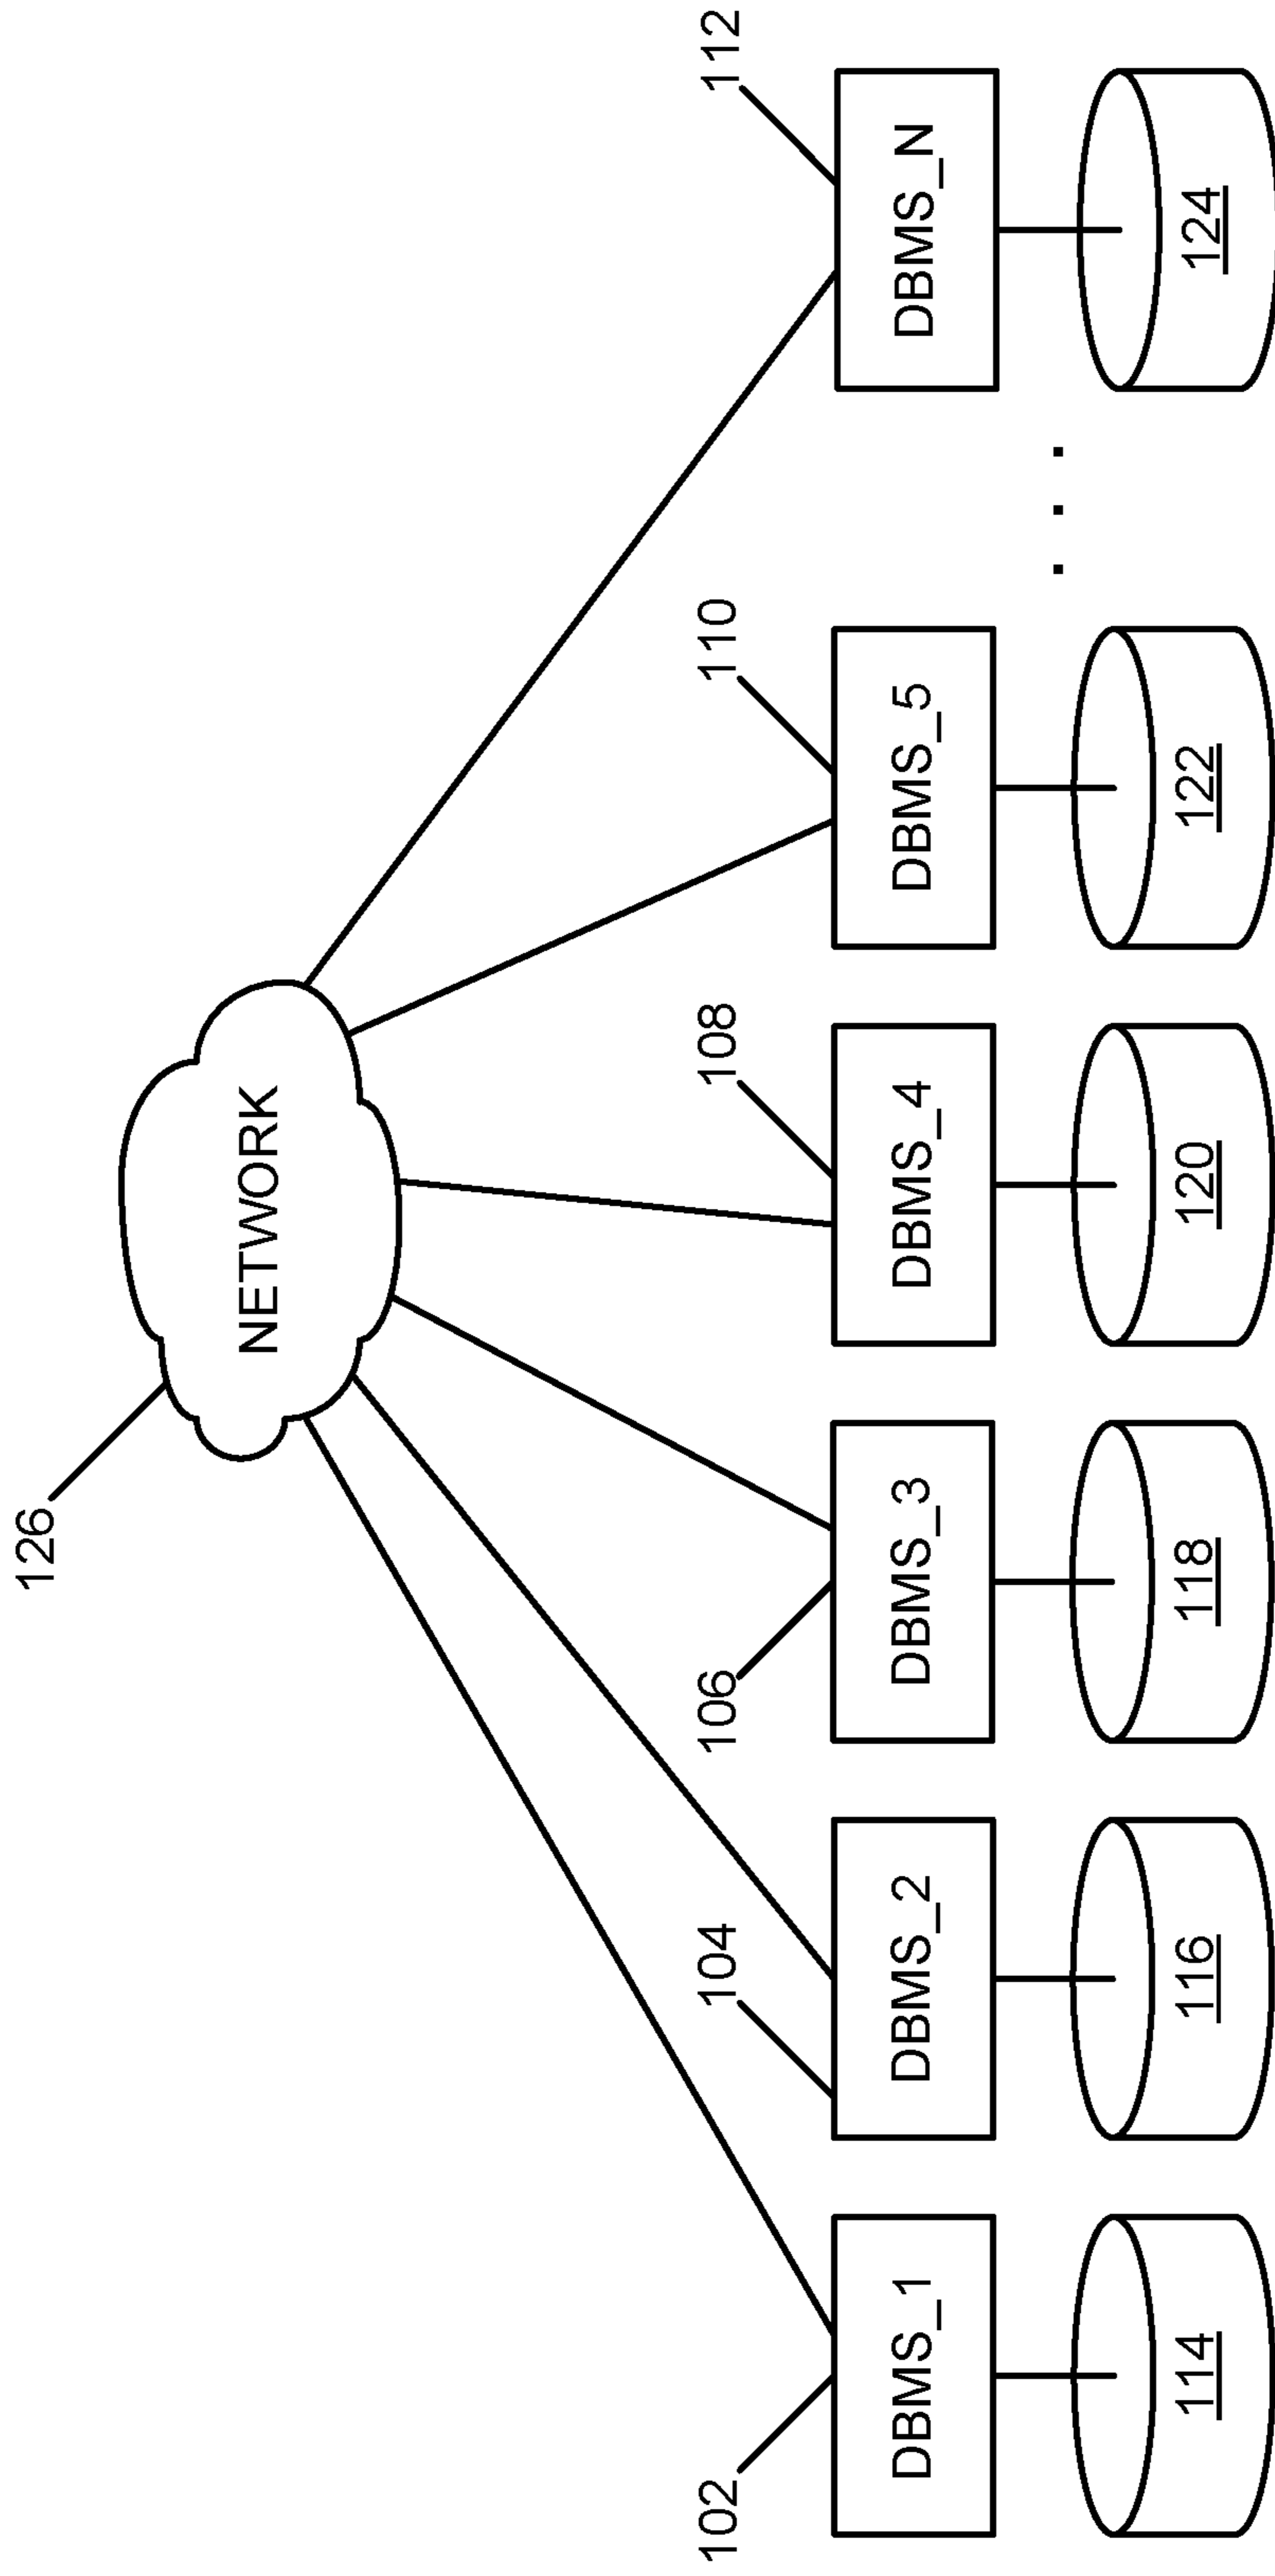 126
NETWORK
102
104
106
108
110
112
DBMS_1
DBMS_2
DBMS_3
DBMS_4
DBMS_5
. . .
DBMS_N
114
116
118
120
122
124